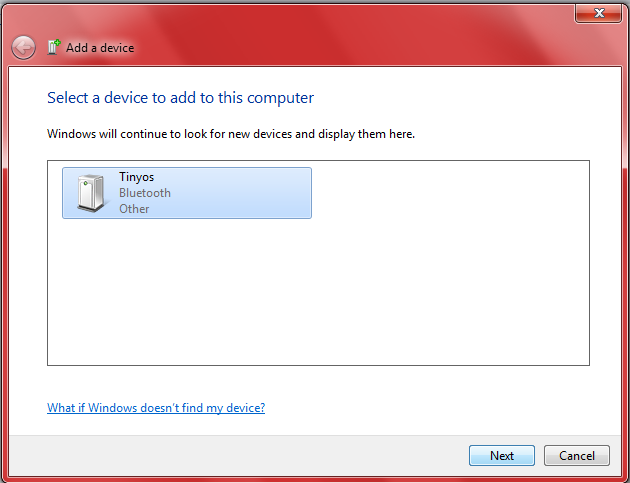 Add a device
Select a device to add to this computer
Windows will continue to look for new devices and display them here.
Tinyos
Bluetooth
Other
What if Windows doesn't find my device?
Next
Cancel